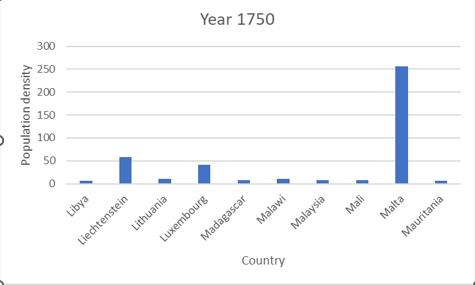 Year 1750
300
250
200
150
100
50
0
Population density
Libya
Liechtenstein
Lithuania
Luxembourg
Madagascar
Malawi
Malaysia
Mali
Malta
Mauritania
Country